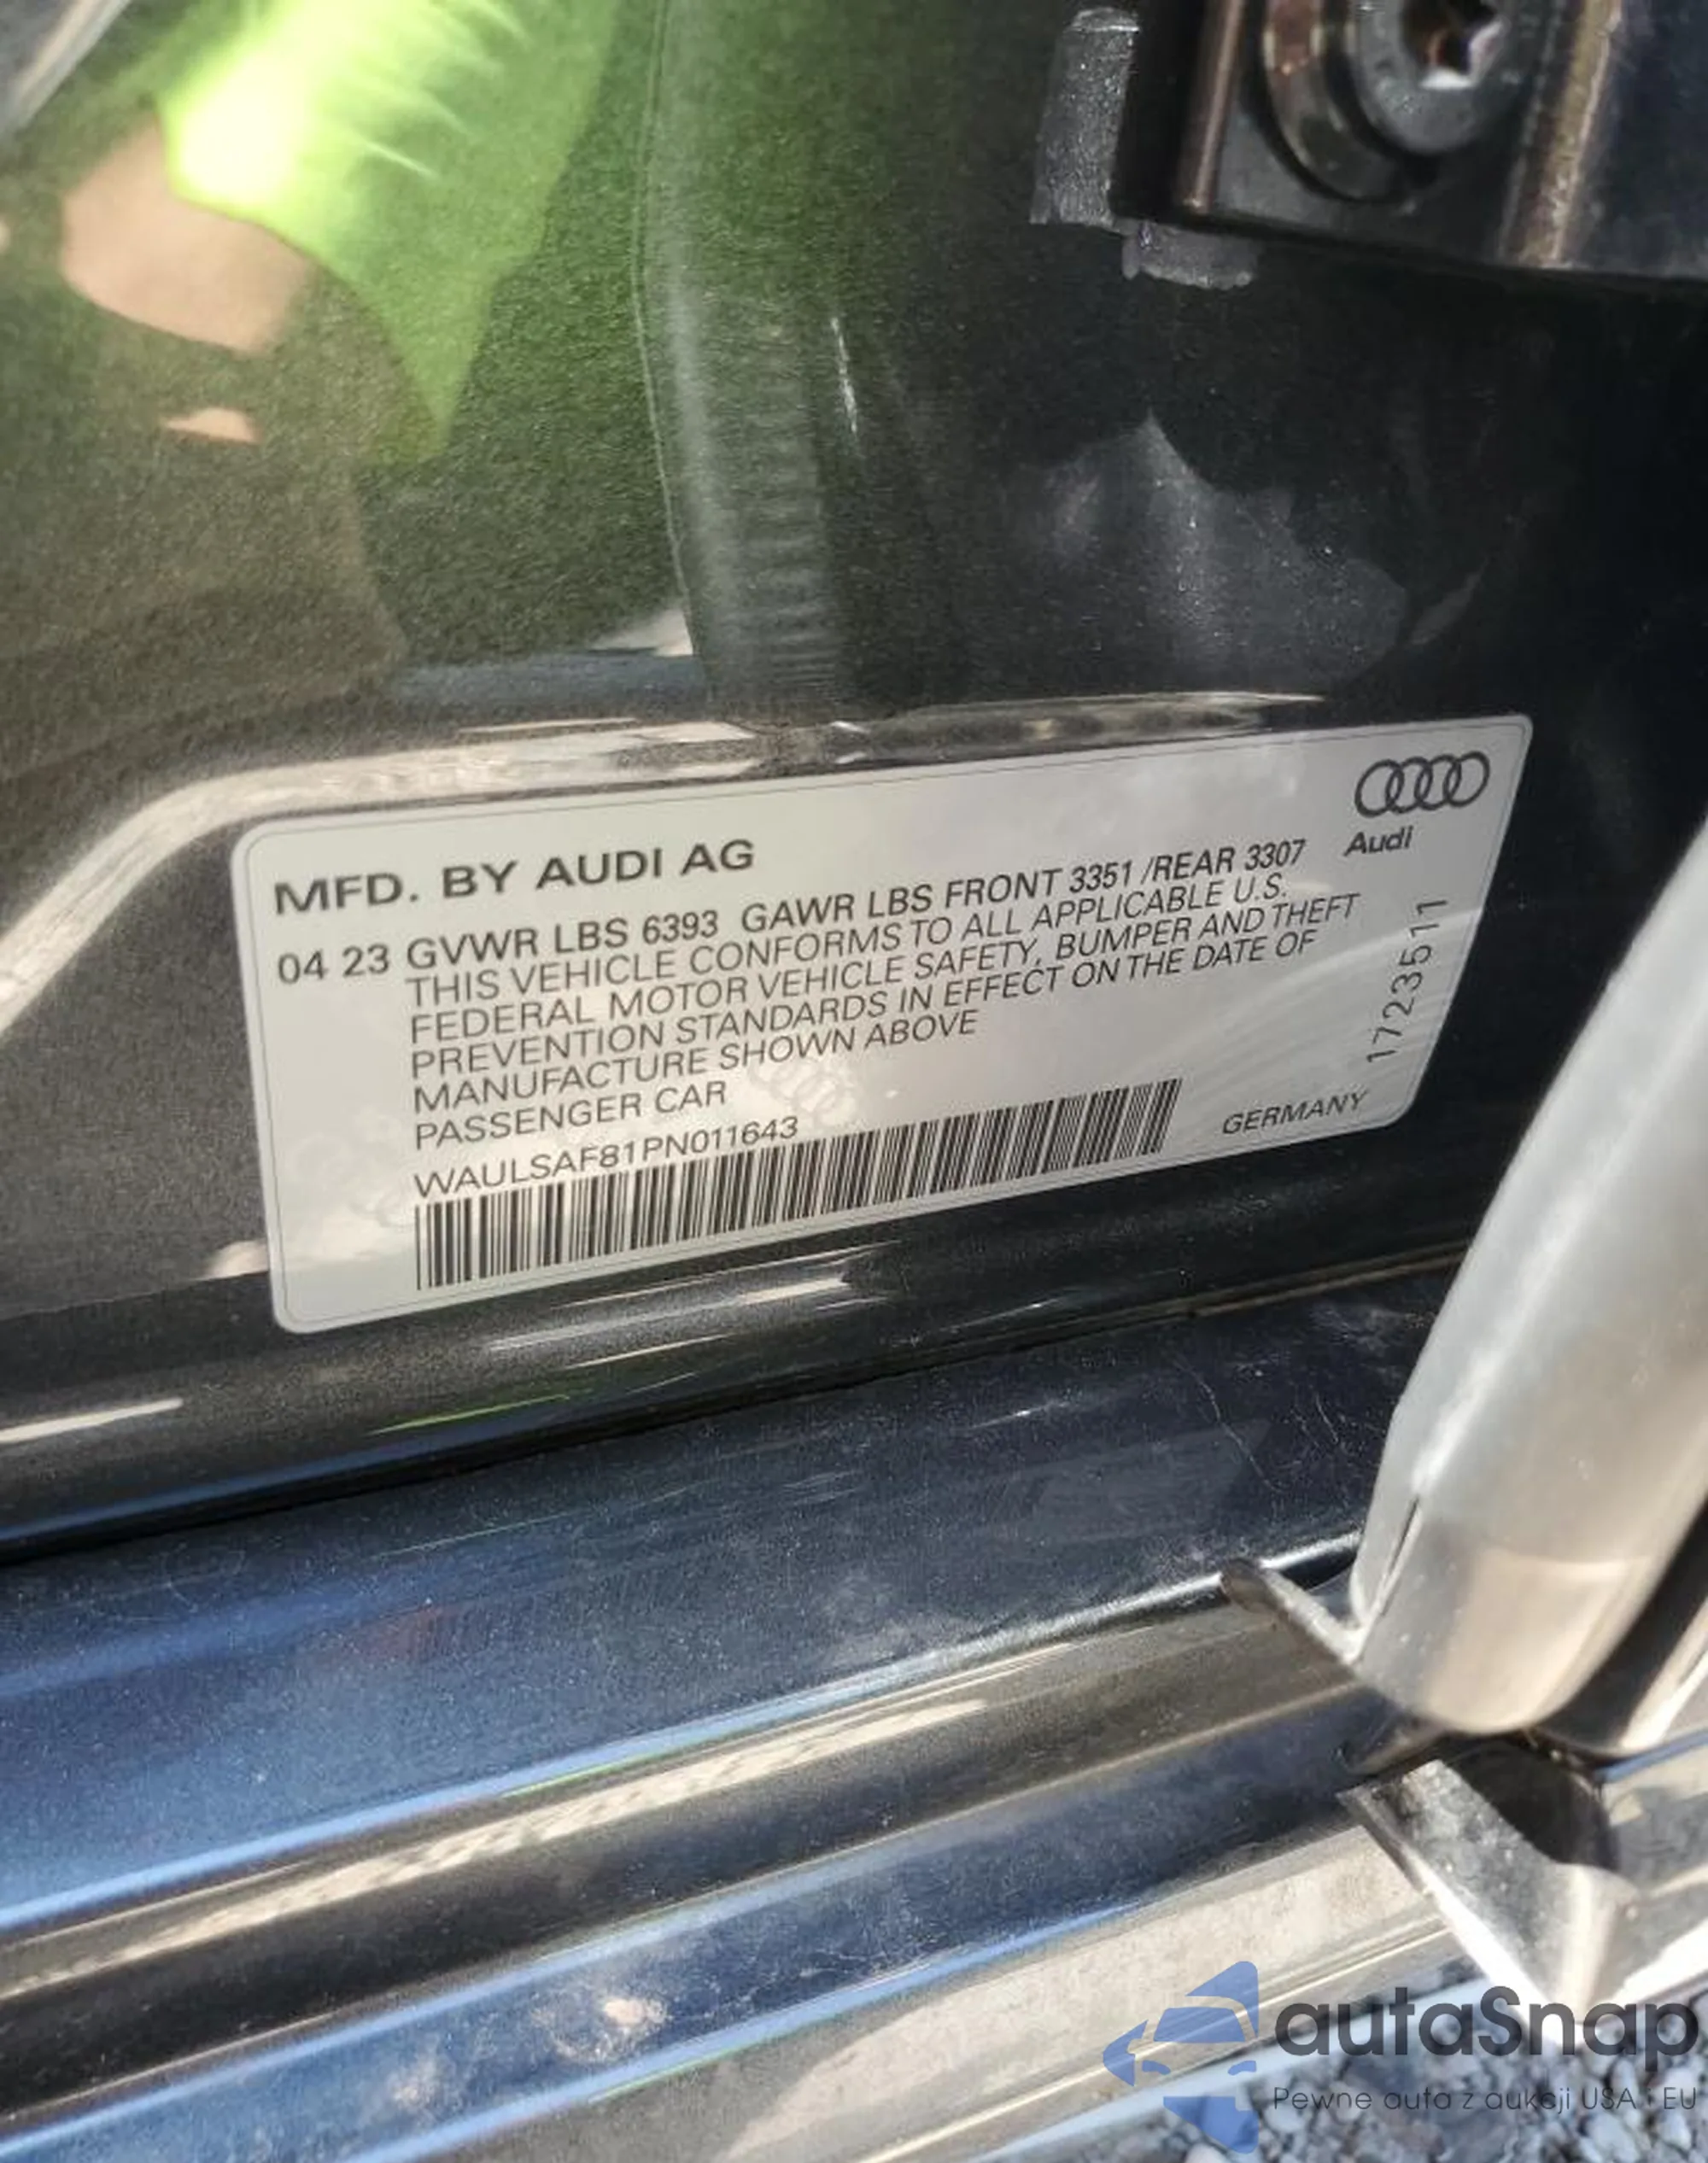 MFD. BY AUDI AG
Audi
04 23 GVWR LBS 6393 GAWR LBS FRONT 3351 /REAR 3307
THIS VEHICLE CONFORMS TO ALL APPLICABLE U.S.
FEDERAL MOTOR VEHICLE SAFETY, BUMPER AND THEFT
PREVENTION STANDARDS IN EFFECT ON THE DATE OF
MANUFACTURE SHOWN ABOVE
PASSENGER CAR
WAULSAF81PN011643
GERMANY
1723511
autaSnap
Pewne auta z aukcji USA i EU